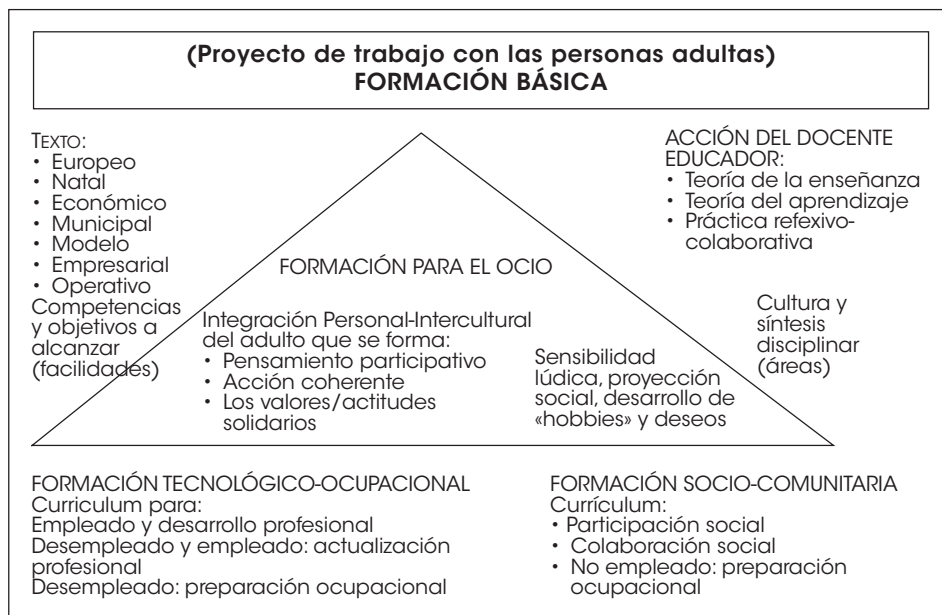 (Proyecto de trabajo con las personas adultas)
FORMACIÓN BÁSICA
TEXTO:
• Europeo
• Natal
• Económico
• Municipal
• Modelo
• Empresarial
• Operativo
Competencias
y objetivos a
alcanzar
(facilidades)
ACCIÓN DEL DOCENTE
EDUCADOR:
• Teoría de la enseñanza
• Teoría del aprendizaje
• Práctica refexivo-
colaborativa
FORMACIÓN PARA EL OCIO
Integración Personal-Intercultural
del adulto que se forma:
• Pensamiento participativo
• Acción coherente
• Los valores/actitudes
solidarios
Sensibilidad
lúdica, proyección
social, desarrollo de
«hobbies» y deseos
Cultura y
síntesis
disciplinar
(áreas)
FORMACIÓN TECNOLÓGICO-OCUPACIONAL
Curriculum para:
Empleado y desarrollo profesional
Desempleado y empleado: actualización
profesional
Desempleado: preparación ocupacional
FORMACIÓN SOCIO-COMUNITARIA
Currículum:
• Participación social
• Colaboración social
• No empleado: preparación
ocupacional